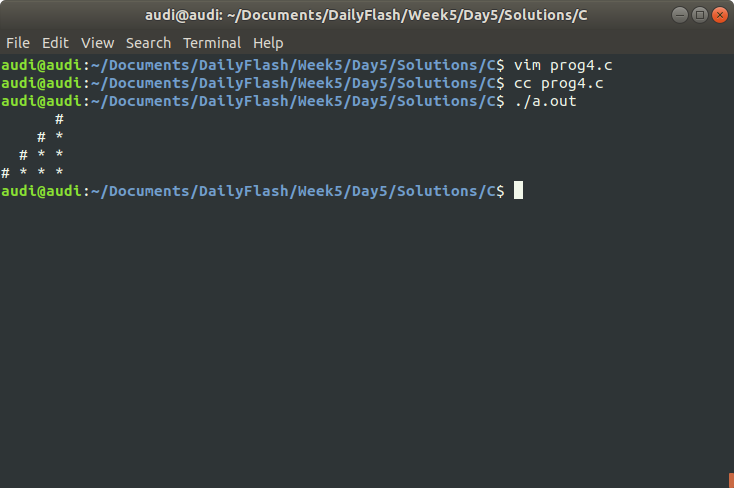 audi@audi: ~/Documents/DailyFlash/Week5/Day5/Solutions/C
File Edit View Search Terminal Help
audi@audi:~/Documents/DailyFlash/Week5/Day5/Solutions/C$ vim prog4.c
audi@audi:~/Documents/DailyFlash/Week5/Day5/Solutions/C$ cc prog4.c
audi@audi:~/Documents/DailyFlash/Week5/Day5/Solutions/C$ ./a.out
      #
    # *
  # * *
# * * *
audi@audi:~/Documents/DailyFlash/Week5/Day5/Solutions/C$